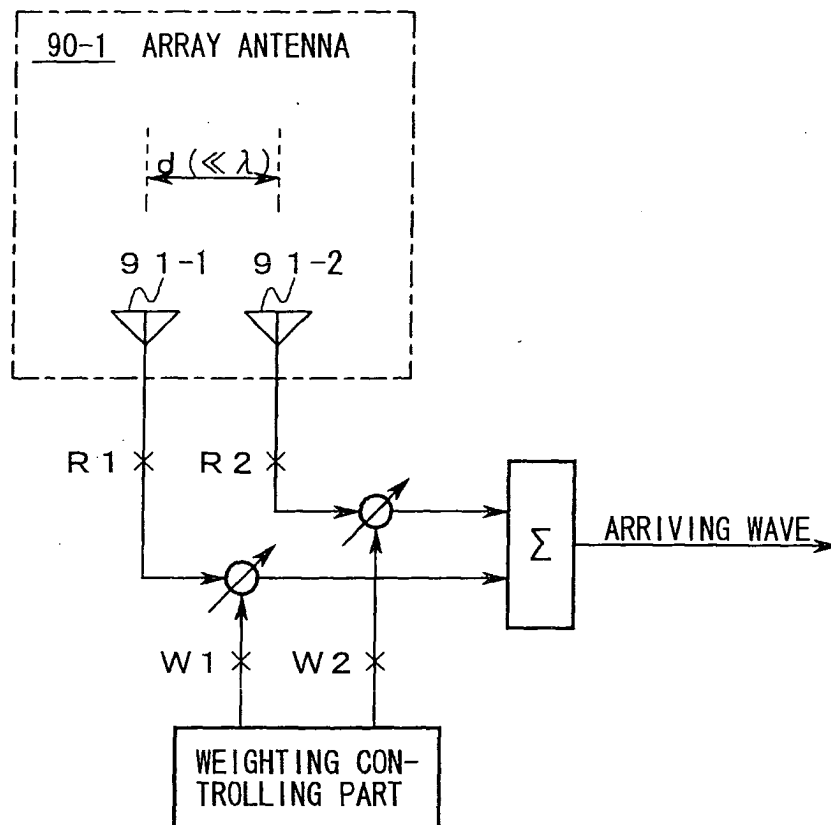 90-1 ARRAY ANTENNA
d (≪ λ)
91-1 91-2
R1 R2
Σ
ARRIVING WAVE
W1 W2
WEIGHTING CON-
TROLLING PART